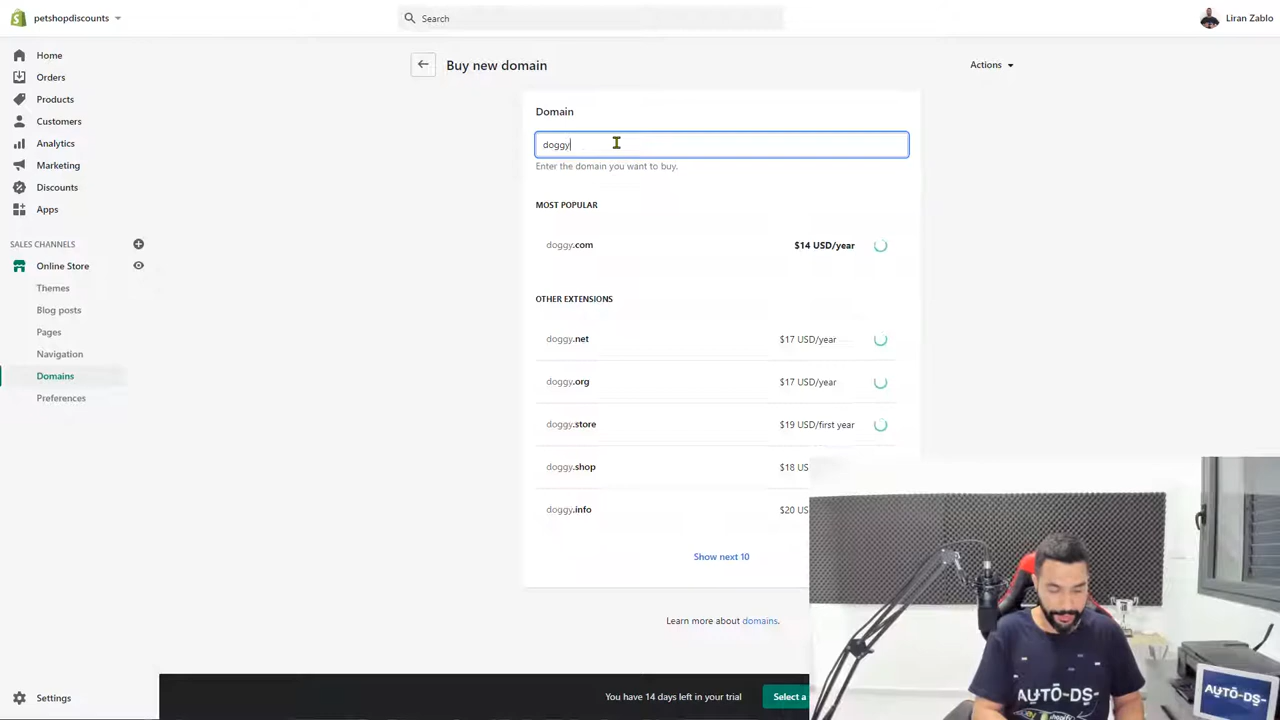 petshopdiscounts
Search
Liran Zablo
Home
Orders
Products
Customers
Analytics
Marketing
Discounts
Apps
SALES CHANNELS
Online Store
Themes
Blog posts
Pages
Navigation
Domains
Preferences
Settings
Buy new domain
Actions
Domain
doggy
Enter the domain you want to buy.
MOST POPULAR
doggy.com $14 USD/year
OTHER EXTENSIONS
doggy.net $17 USD/year
doggy.org $17 USD/year
doggy.store $19 USD/first year
doggy.shop $18 US
doggy.info $20 US
Show next 10
Learn more about domains.
You have 14 days left in your trial
Select a
AUTO-DS
AUTO-DS